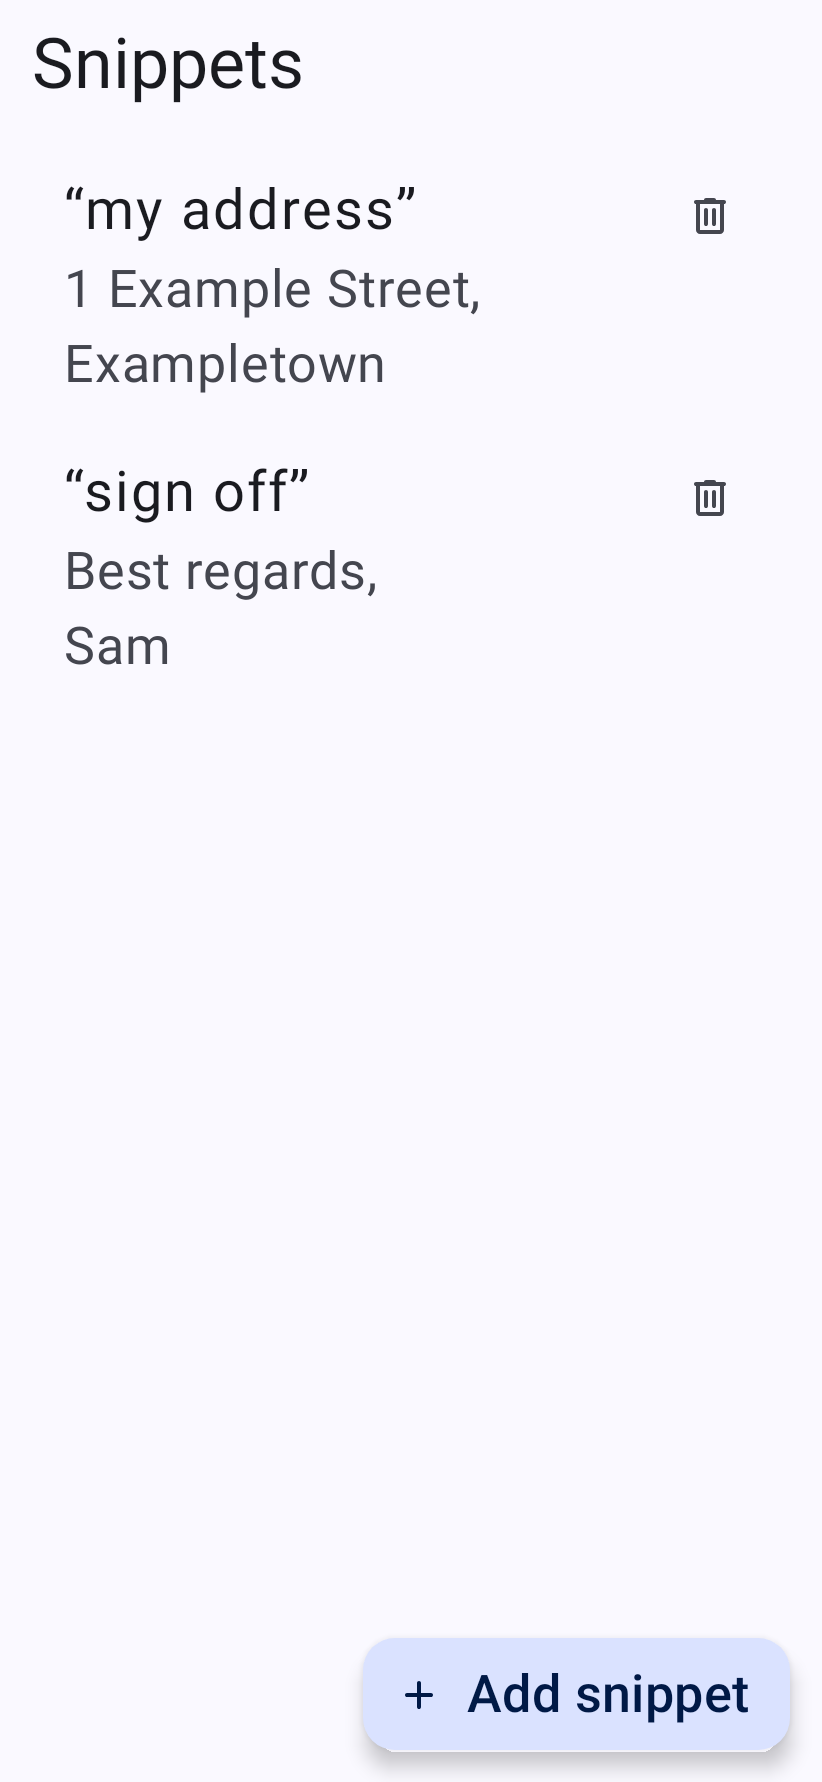 Snippets
“my address”
1 Example Street,
Exampletown
“sign off”
Best regards,
Sam
+ Add snippet